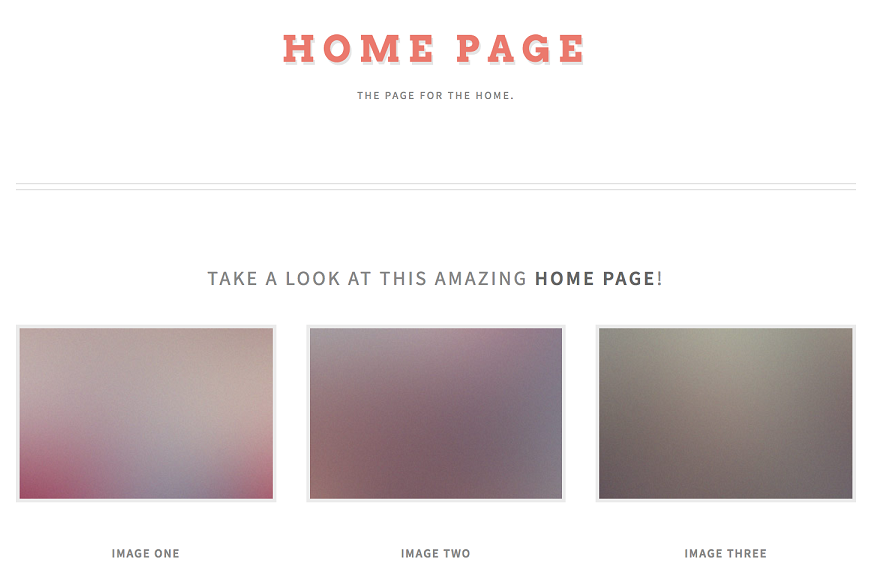 HOME PAGE
THE PAGE FOR THE HOME.
TAKE A LOOK AT THIS AMAZING HOME PAGE!
IMAGE ONE
IMAGE TWO
IMAGE THREE